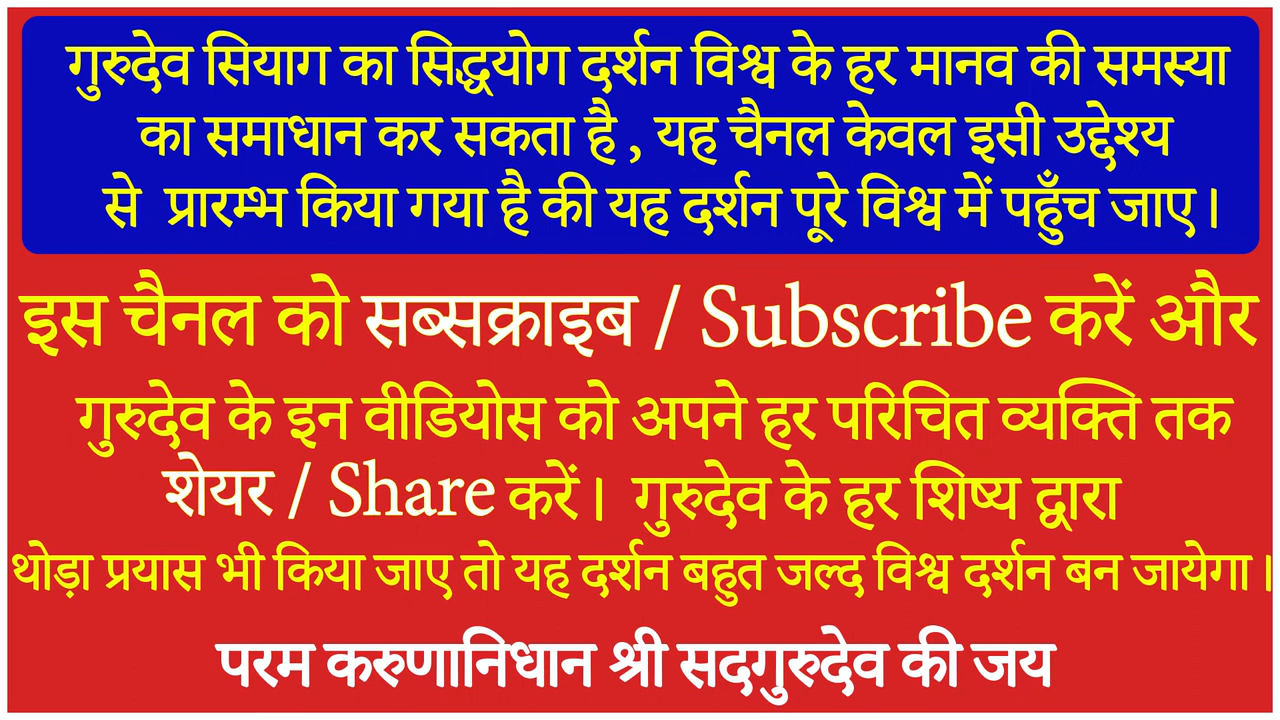 गुरुदेव सियाग का सिद्धयोग दर्शन विश्व के हर मानव की समस्या
का समाधान कर सकता है , यह चैनल केवल इसी उद्देश्य
से प्रारम्भ किया गया है की यह दर्शन पूरे विश्व में पहुँच जाए।
इस चैनल को सब्सक्राइब / Subscribe करें और
गुरुदेव के इन वीडियोस को अपने हर परिचित व्यक्ति तक
शेयर / Share करें। गुरुदेव के हर शिष्य द्वारा
थोड़ा प्रयास भी किया जाए तो यह दर्शन बहुत जल्द विश्व दर्शन बन जायेगा।
परम करुणानिधान श्री सदगुरुदेव की जय